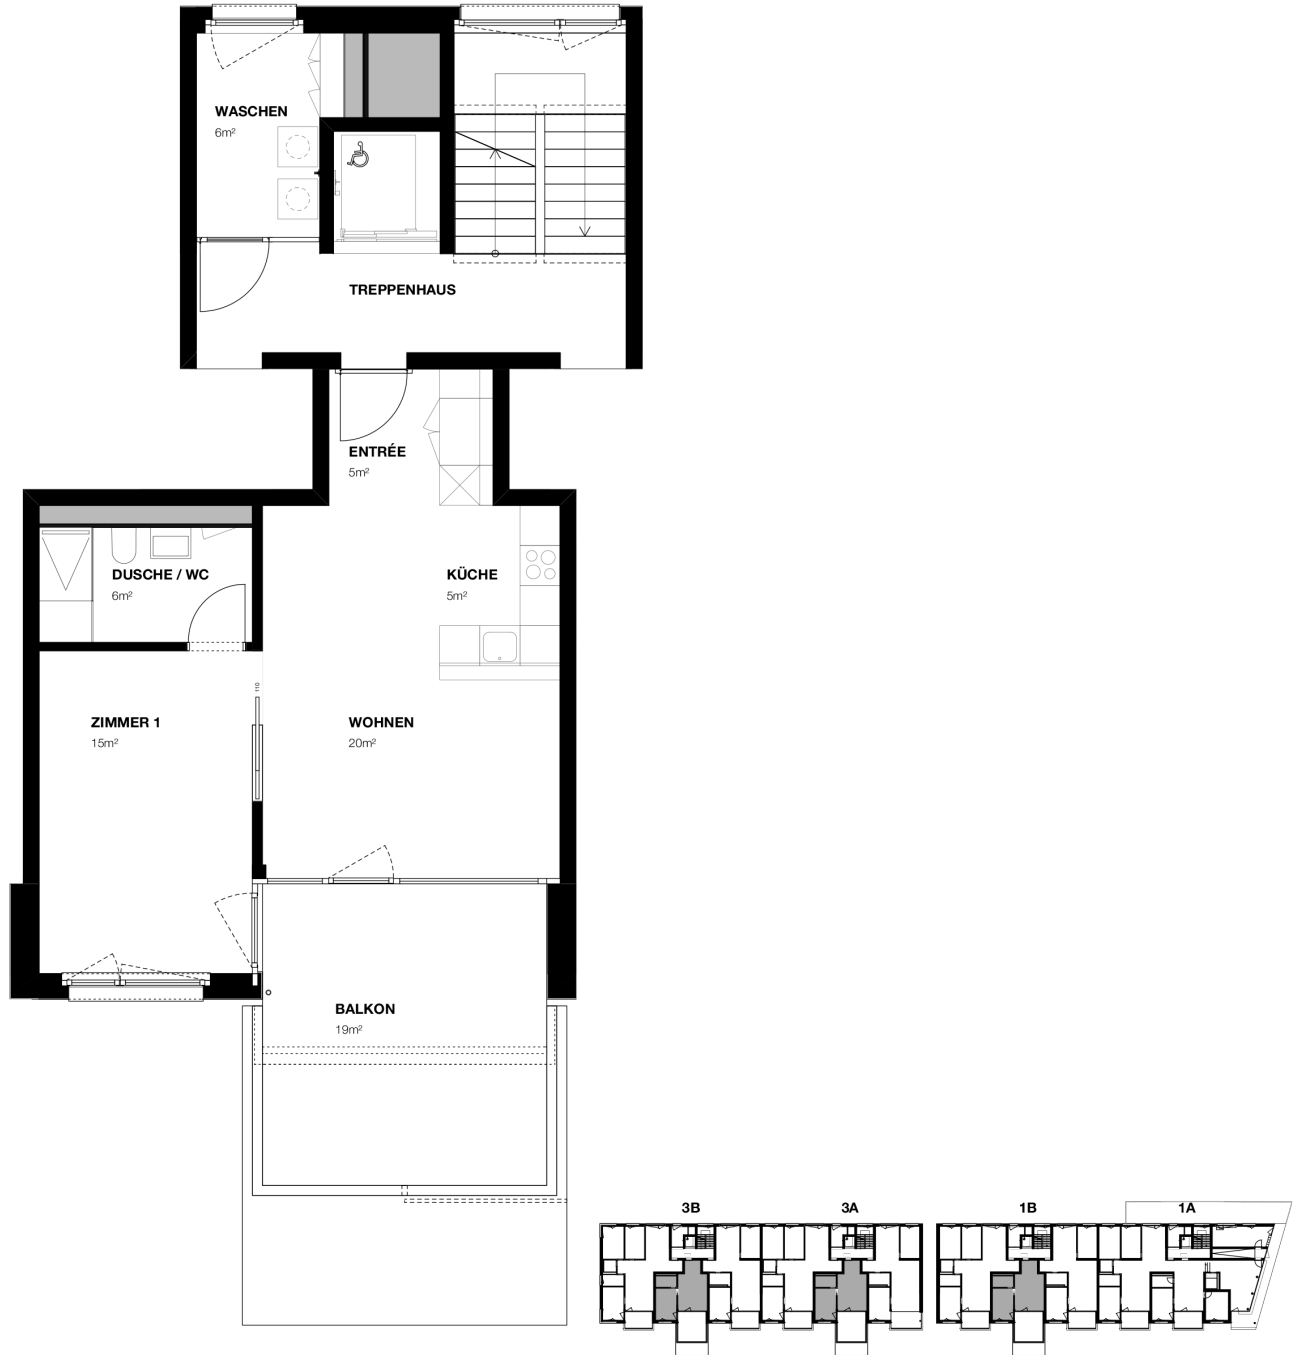 WASCHEN
6m²
TREPPENHAUS
ENTRÉE
5m²
DUSCHE / WC
6m²
KÜCHE
5m²
110
ZIMMER 1
15m²
WOHNEN
20m²
BALKON
19m²
3B 3A 1B 1A